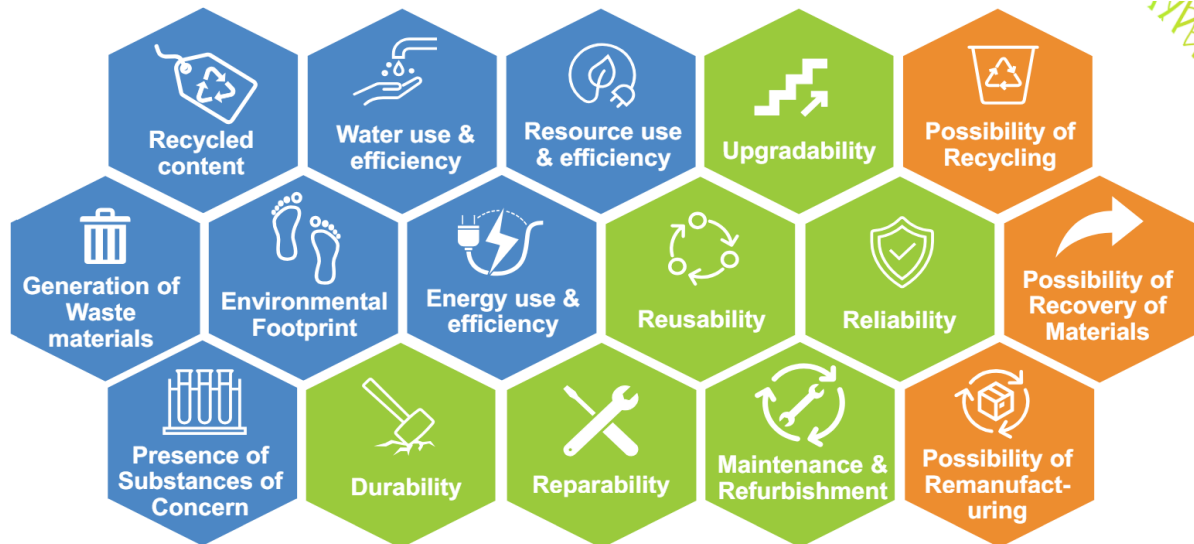 Recycled
content
Water use &
efficiency
Resource use
& efficiency
Upgradability
Possibility of
Recycling
Generation of
Waste
materials
Environmental
Footprint
Energy use &
efficiency
Reusability
Reliability
Possibility of
Recovery of
Materials
Presence of
Substances of
Concern
Durability
Reparability
Maintenance &
Refurbishment
Possibility of
Remanufact-
uring